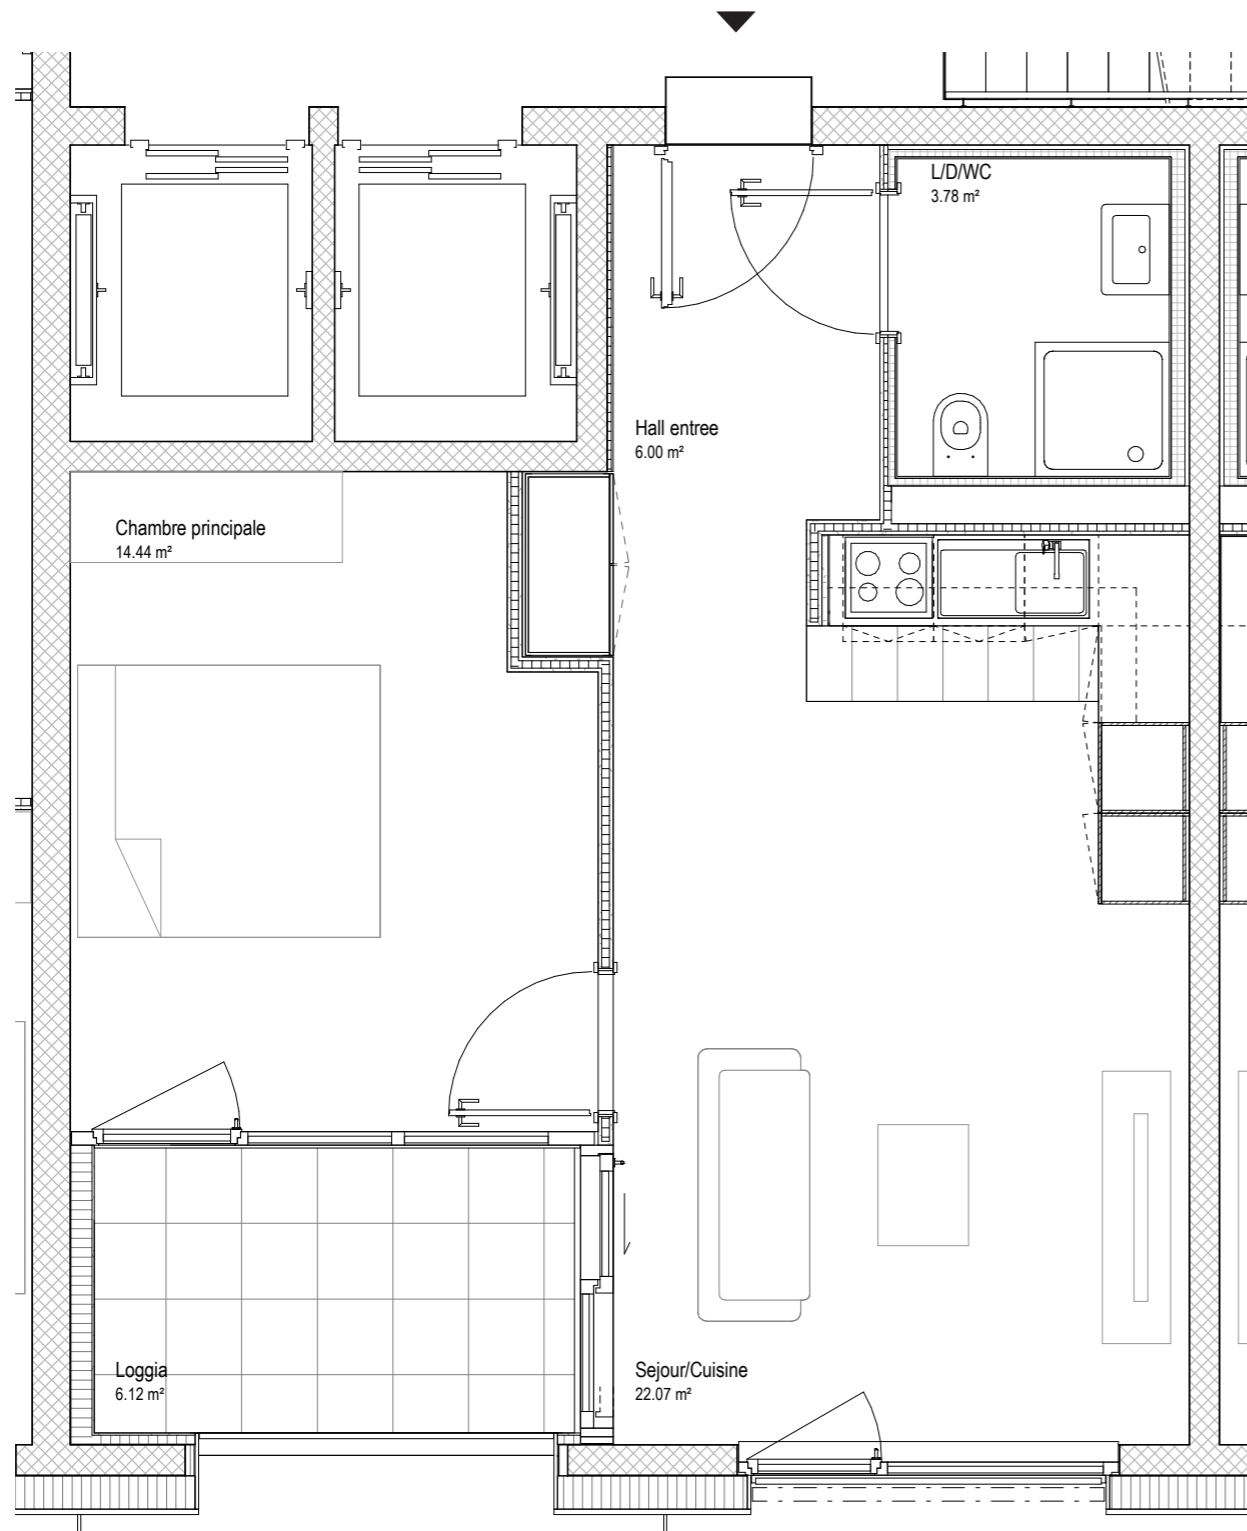 L/D/WC
3.78 m²
Hall entree
6.00 m²
Chambre principale
14.44 m²
Loggia
6.12 m²
Sejour/Cuisine
22.07 m²